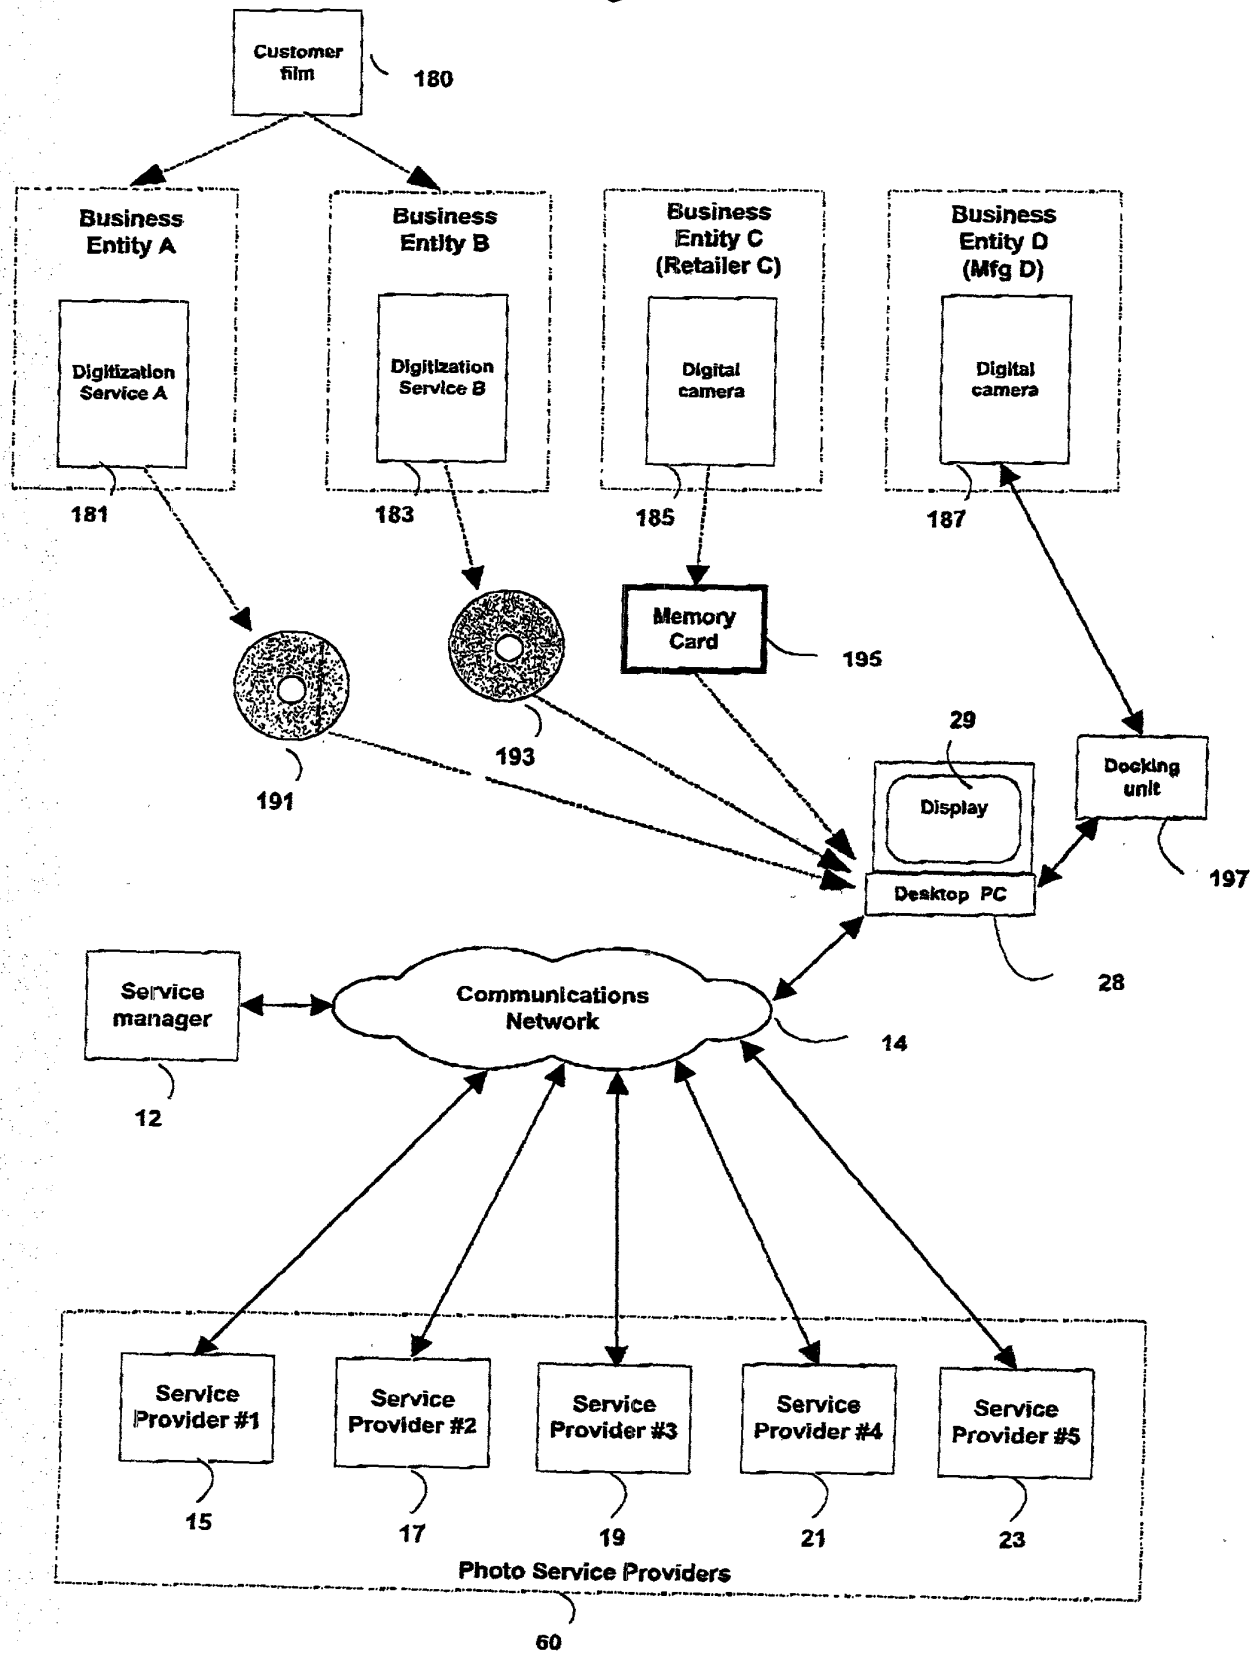 Customer
film
180
Business
Entity A
Business
Entity B
Business
Entity C
(Retailer C)
Business
Entity D
(Mfg D)
Digitization
Service A
Digitization
Service B
Digital
camera
Digital
camera
181
183
185
187
Memory
Card
195
191
193
29
Display
Desktop PC
Docking
unit
197
28
Service
manager
12
Communications
Network
14
Service
Provider #1
Service
Provider #2
Service
Provider #3
Service
Provider #4
Service
Provider #5
15
17
19
21
23
Photo Service Providers
60